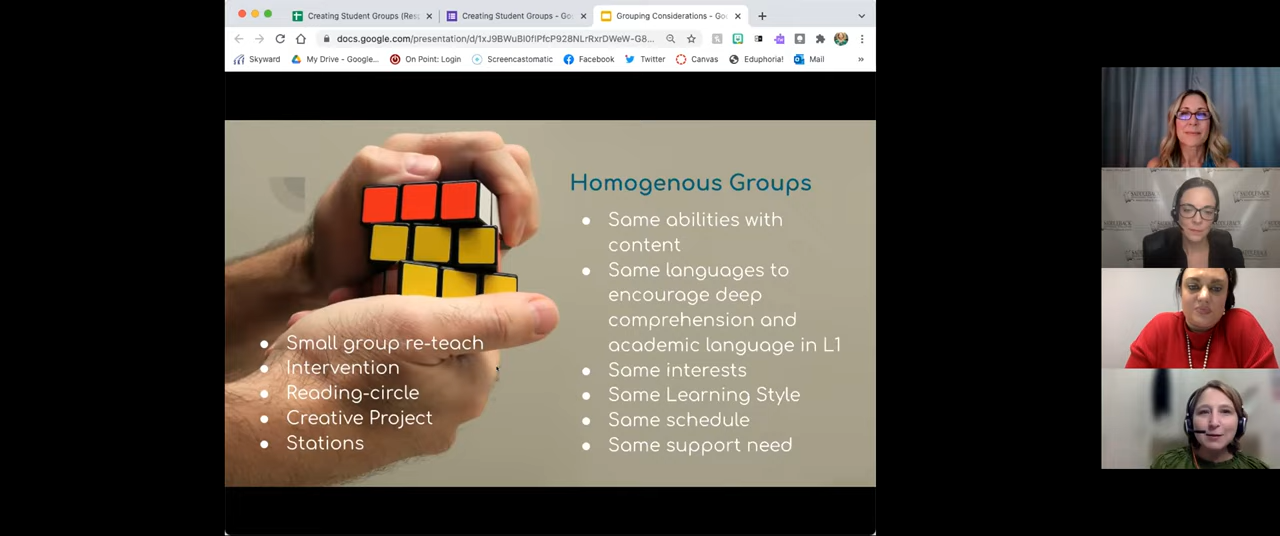 Creating Student Groups (Res
Creating Student Groups - Go
Grouping Considerations - Go
docs.google.com/presentation/d/1xJ9BWuBI0fIPfcP928NLrRxrDWeW-G8...
Skyward
My Drive - Google...
On Point: Login
Screencastomatic
Facebook
Twitter
Canvas
Eduphoria!
Mail
»
Homogenous Groups
● Same abilities with
content
● Same languages to
encourage deep
comprehension and
academic language in L1
● Same interests
● Same Learning Style
● Same schedule
● Same support need
● Small group re-teach
● Intervention
● Reading-circle
● Creative Project
● Stations
SADDLEBACK